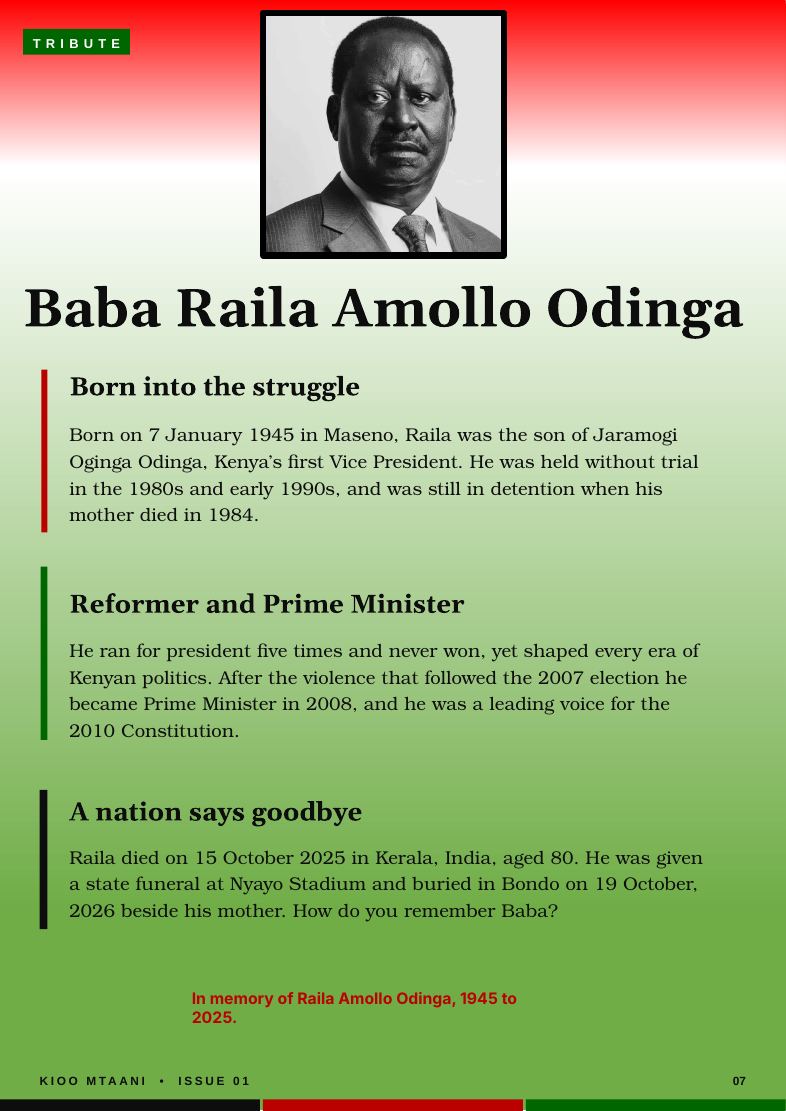 TRIBUTE
Baba Raila Amollo Odinga
Born into the struggle
Born on 7 January 1945 in Maseno, Raila was the son of Jaramogi
Oginga Odinga, Kenya’s first Vice President. He was held without trial
in the 1980s and early 1990s, and was still in detention when his
mother died in 1984.
Reformer and Prime Minister
He ran for president five times and never won, yet shaped every era of
Kenyan politics. After the violence that followed the 2007 election he
became Prime Minister in 2008, and he was a leading voice for the
2010 Constitution.
A nation says goodbye
Raila died on 15 October 2025 in Kerala, India, aged 80. He was given
a state funeral at Nyayo Stadium and buried in Bondo on 19 October,
2026 beside his mother. How do you remember Baba?
In memory of Raila Amollo Odinga, 1945 to
2025.
KIOO MTAANI • ISSUE 01 07